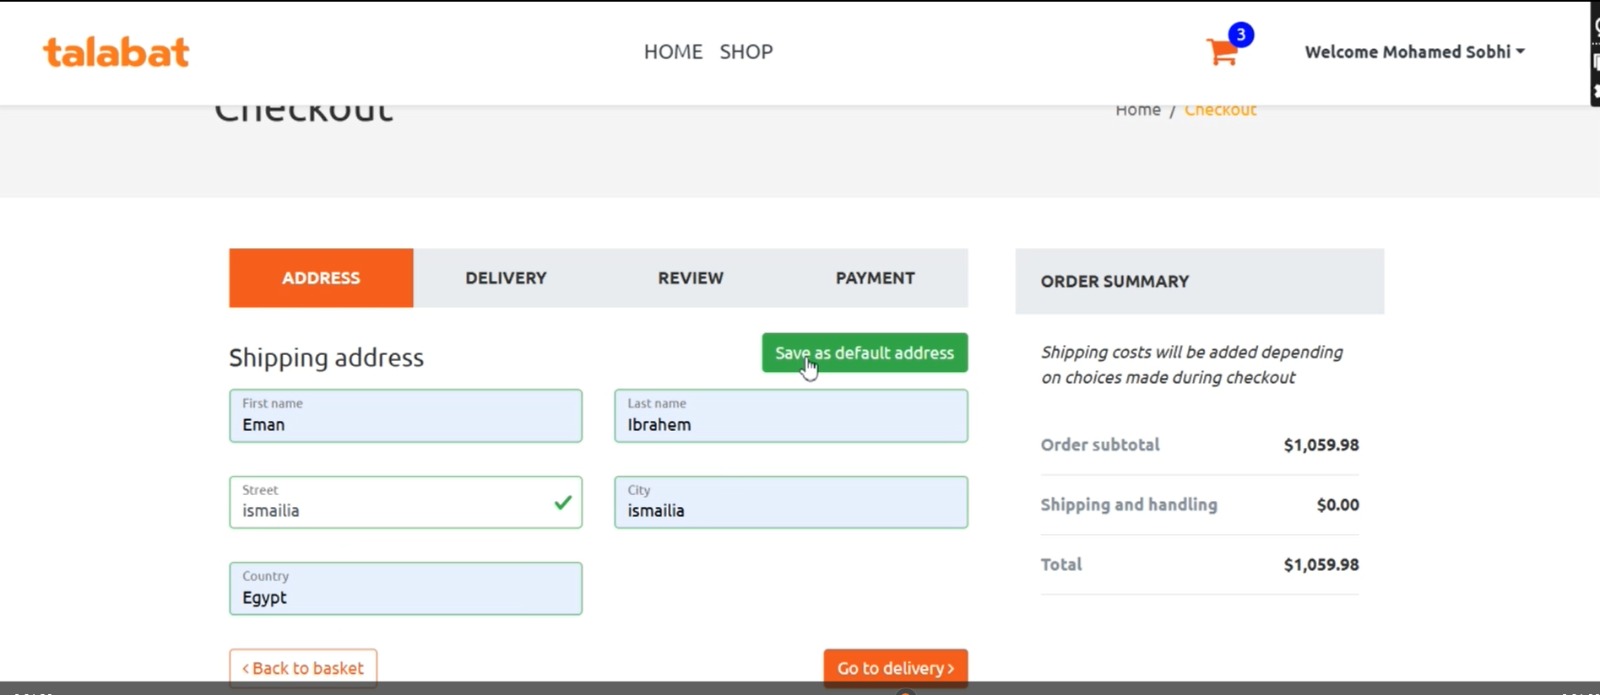 talabat
HOME SHOP
3
Welcome Mohamed Sobhi
Checkout
Home / Checkout
ADDRESS DELIVERY REVIEW PAYMENT
ORDER SUMMARY
Shipping address
Save as default address
Shipping costs will be added depending
on choices made during checkout
First name
Eman
Last name
Ibrahem
Order subtotal $1,059.98
Street
ismailia
City
ismailia
Shipping and handling $0.00
Total $1,059.98
Country
Egypt
‹ Back to basket
Go to delivery ›